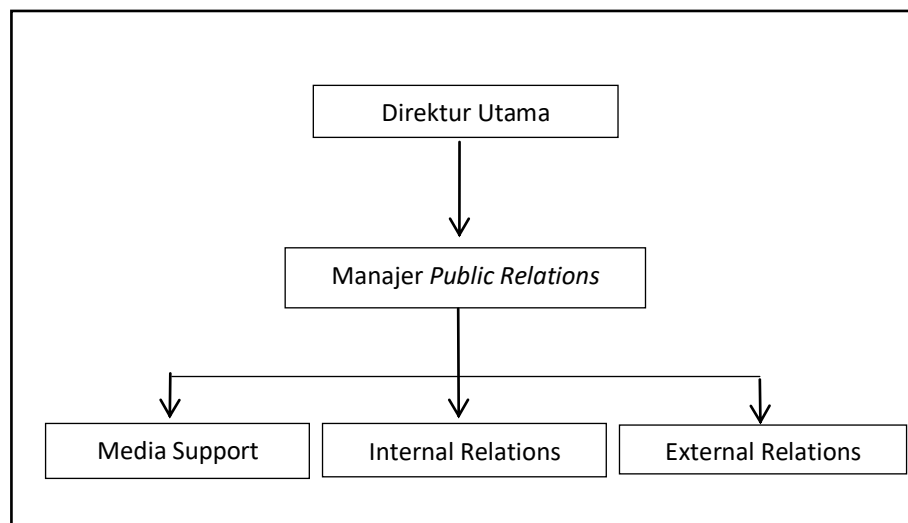 Direktur Utama
Manajer Public Relations
Media Support
Internal Relations
External Relations